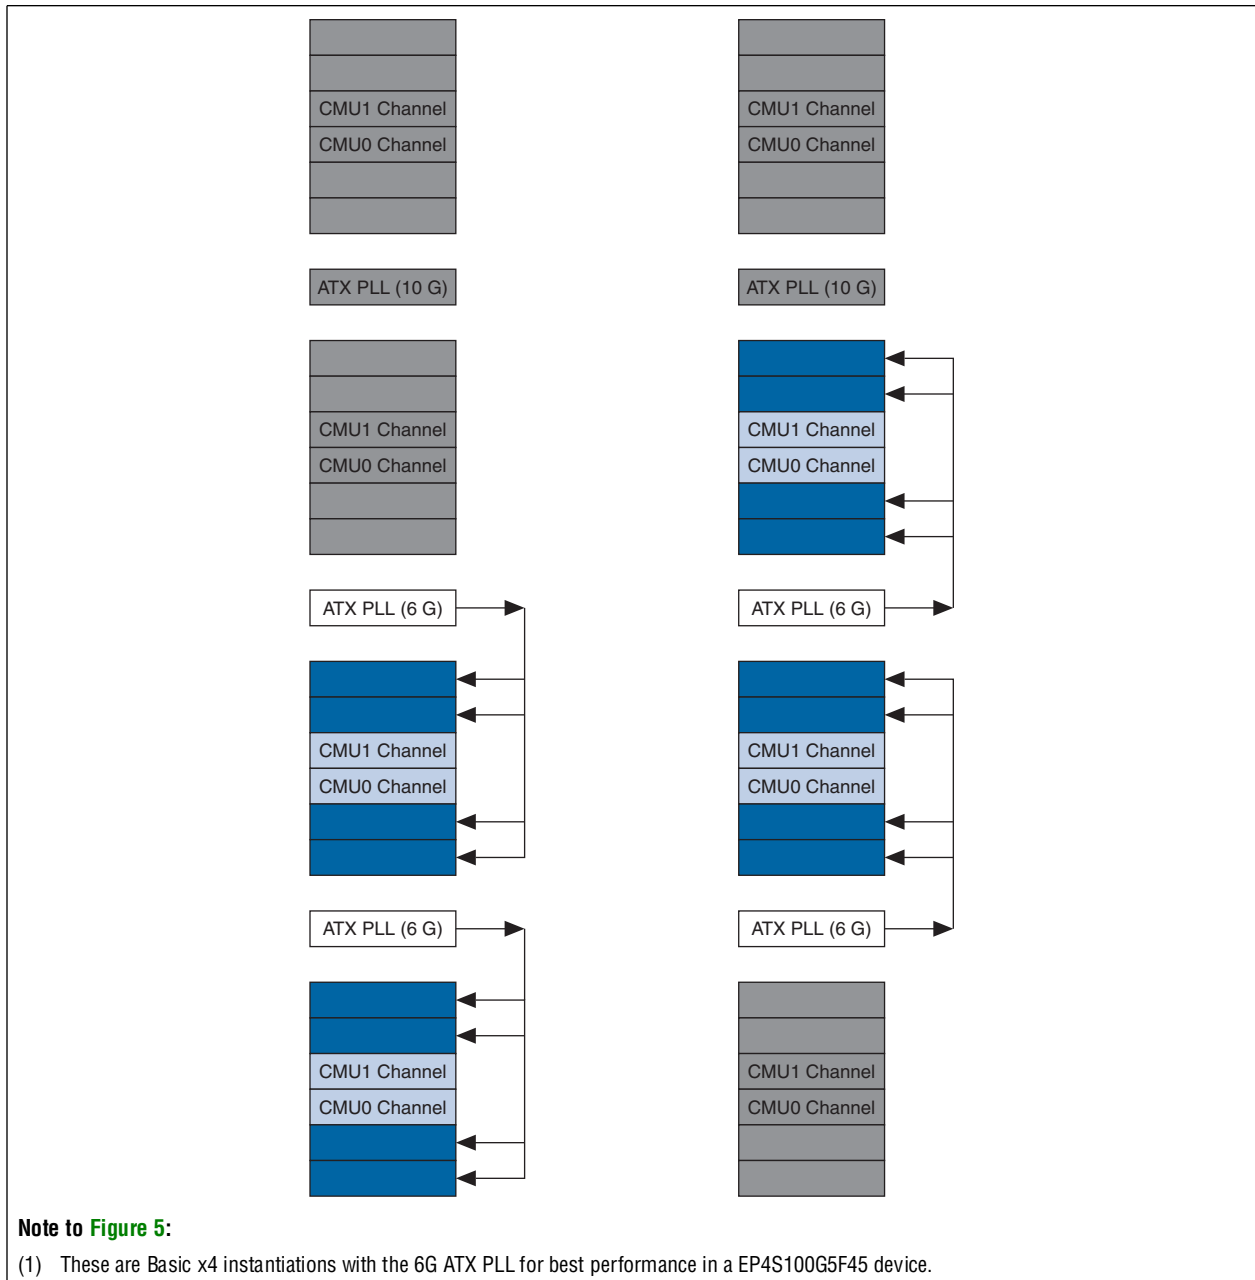 CMU1 Channel
CMU0 Channel
ATX PLL (10 G)
CMU1 Channel
CMU0 Channel
ATX PLL (6 G)
CMU1 Channel
CMU0 Channel
ATX PLL (6 G)
CMU1 Channel
CMU0 Channel
CMU1 Channel
CMU0 Channel
ATX PLL (10 G)
CMU1 Channel
CMU0 Channel
ATX PLL (6 G)
CMU1 Channel
CMU0 Channel
ATX PLL (6 G)
CMU1 Channel
CMU0 Channel
Note to Figure 5:
(1) These are Basic x4 instantiations with the 6G ATX PLL for best performance in a EP4S100G5F45 device.